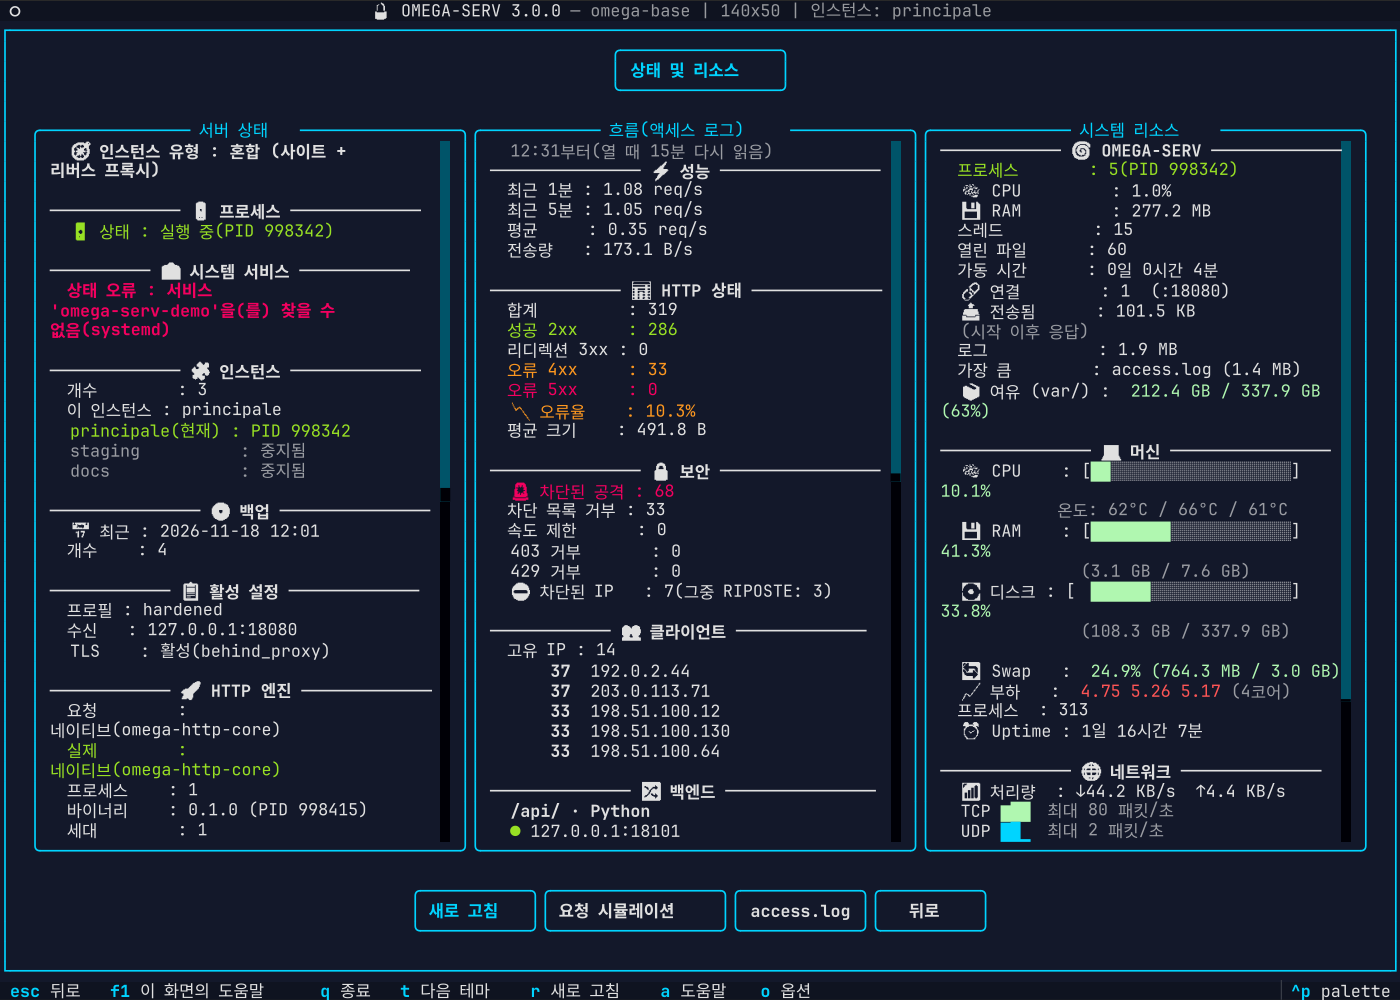 OMEGA-SERV 3.0.0 — omega-base | 140x50 | 인스턴스: principale
상태 및 리소스
서버 상태
인스턴스 유형 : 혼합 (사이트 +
리버스 프록시)
프로세스
상태 : 실행 중(PID 998342)
시스템 서비스
상태 오류 : 서비스
'omega-serv-demo'을(를) 찾을 수
없음(systemd)
인스턴스
개수 : 3
이 인스턴스 : principale
principale(현재) : PID 998342
staging : 중지됨
docs : 중지됨
백업
최근 : 2026-11-18 12:01
개수 : 4
활성 설정
프로필 : hardened
수신 : 127.0.0.1:18080
TLS : 활성(behind_proxy)
HTTP 엔진
요청 :
네이티브(omega-http-core)
실제 :
네이티브(omega-http-core)
프로세스 : 1
바이너리 : 0.1.0 (PID 998415)
세대 : 1
흐름(액세스 로그)
12:31부터(열 때 15분 다시 읽음)
성능
최근 1분 : 1.08 req/s
최근 5분 : 1.05 req/s
평균 : 0.35 req/s
전송량 : 173.1 B/s
HTTP 상태
합계 : 319
성공 2xx : 286
리디렉션 3xx : 0
오류 4xx : 33
오류 5xx : 0
오류율 : 10.3%
평균 크기 : 491.8 B
보안
차단된 공격 : 68
차단 목록 거부 : 33
속도 제한 : 0
403 거부 : 0
429 거부 : 0
차단된 IP : 7(그중 RIPOSTE: 3)
클라이언트
고유 IP : 14
37 192.0.2.44
37 203.0.113.71
33 198.51.100.12
33 198.51.100.130
33 198.51.100.64
백엔드
/api/ · Python
● 127.0.0.1:18101
시스템 리소스
OMEGA-SERV
프로세스 : 5(PID 998342)
CPU : 1.0%
RAM : 277.2 MB
스레드 : 15
열린 파일 : 60
가동 시간 : 0일 0시간 4분
연결 : 1 (:18080)
전송됨 : 101.5 KB
(시작 이후 응답)
로그 : 1.9 MB
가장 큼 : access.log (1.4 MB)
여유 (var/) : 212.4 GB / 337.9 GB
(63%)
머신
CPU : [ ]
10.1%
온도: 62°C / 66°C / 61°C
RAM : [ ]
41.3%
(3.1 GB / 7.6 GB)
디스크 : [ ]
33.8%
(108.3 GB / 337.9 GB)
Swap : 24.9% (764.3 MB / 3.0 GB)
부하 : 4.75 5.26 5.17 (4코어)
프로세스 : 313
Uptime : 1일 16시간 7분
네트워크
처리량 : ↓44.2 KB/s ↑4.4 KB/s
TCP 최대 80 패킷/초
UDP 최대 2 패킷/초
새로 고침 요청 시뮬레이션 access.log 뒤로
esc 뒤로 f1 이 화면의 도움말 q 종료 t 다음 테마 r 새로 고침 a 도움말 o 옵션 ^p palette